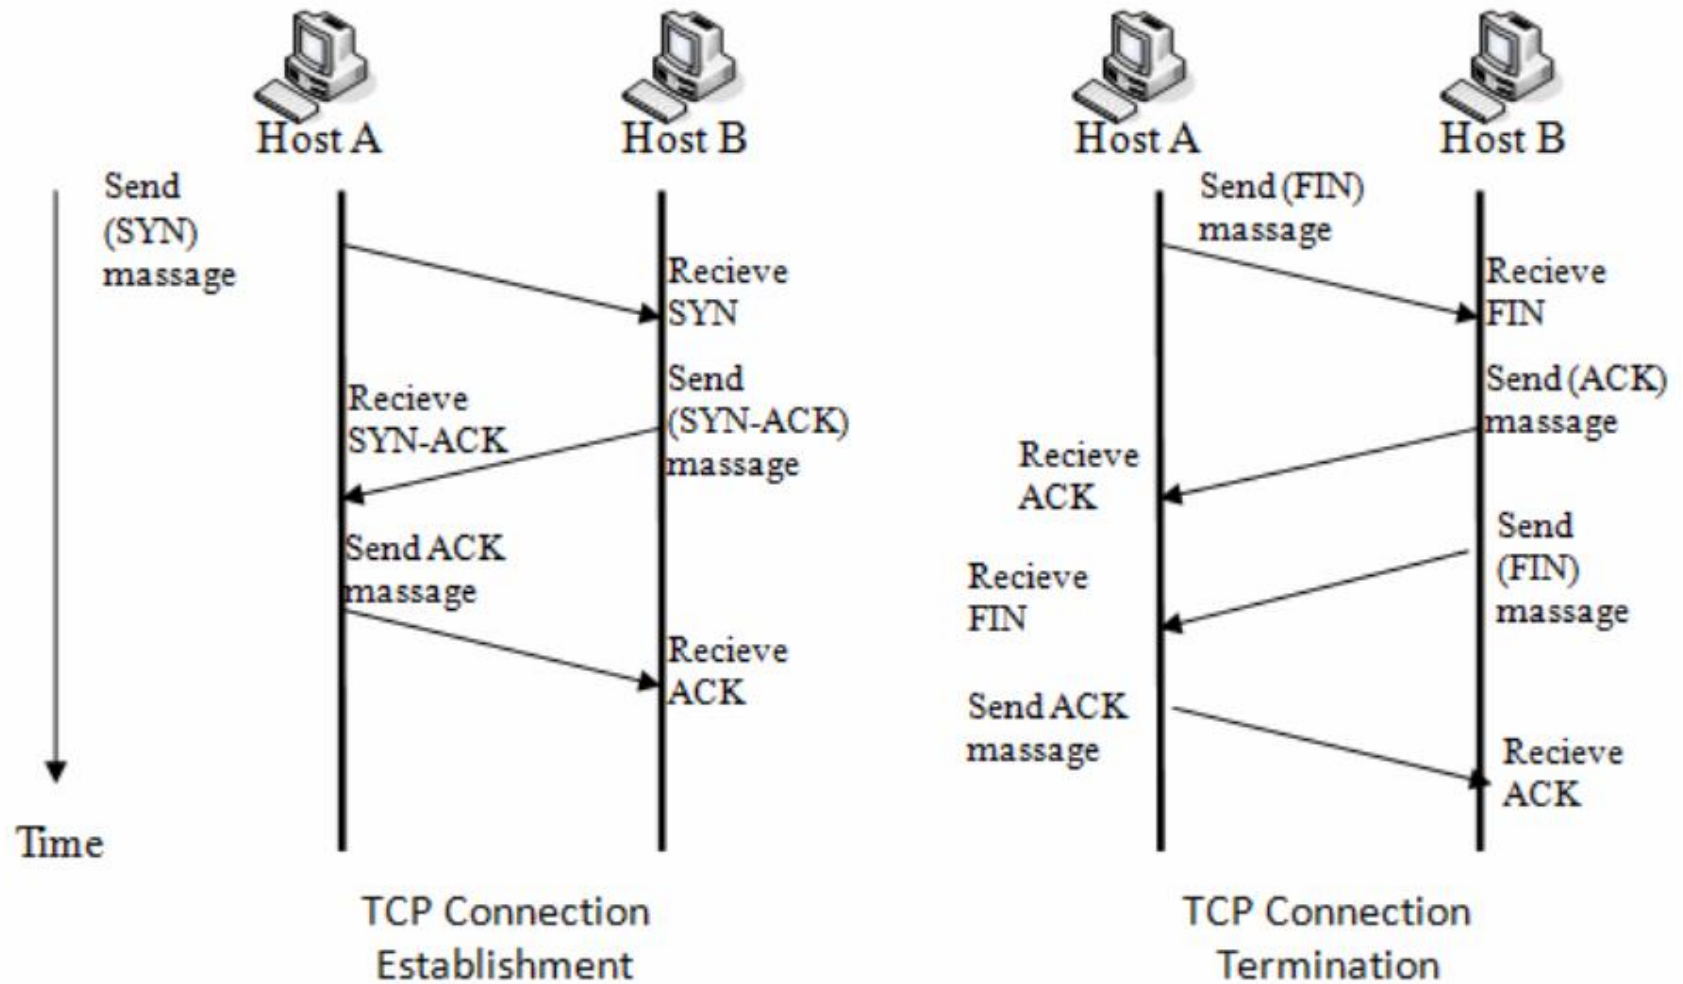 Host A
Host B
Send
(SYN)
massage
Recieve
SYN
Send
(SYN-ACK)
massage
Recieve
SYN-ACK
Send ACK
massage
Recieve
ACK
Time
TCP Connection
Establishment
Host A
Host B
Send (FIN)
massage
Recieve
FIN
Send (ACK)
massage
Recieve
ACK
Send
(FIN)
massage
Recieve
FIN
Send ACK
massage
Recieve
ACK
TCP Connection
Termination